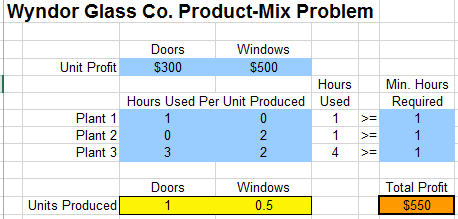 Wyndor Glass Co. Product-Mix Problem
Doors Windows
Unit Profit $300 $500
Hours Min. Hours
Hours Used Per Unit Produced Used Required
Plant 1 1 0 1 >= 1
Plant 2 0 2 1 >= 1
Plant 3 3 2 4 >= 1
Doors Windows Total Profit
Units Produced 1 0.5 $550